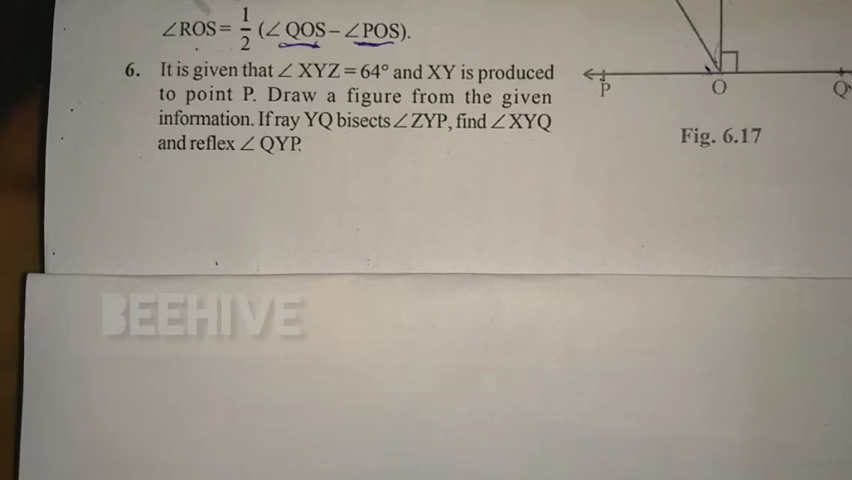 ∠ROS = 1/2 (∠QOS – ∠POS).
6. It is given that ∠ XYZ = 64° and XY is produced
to point P. Draw a figure from the given
information. If ray YQ bisects ∠ZYP, find ∠XYQ
and reflex ∠ QYP.
P O Q
Fig. 6.17
BEEHIVE